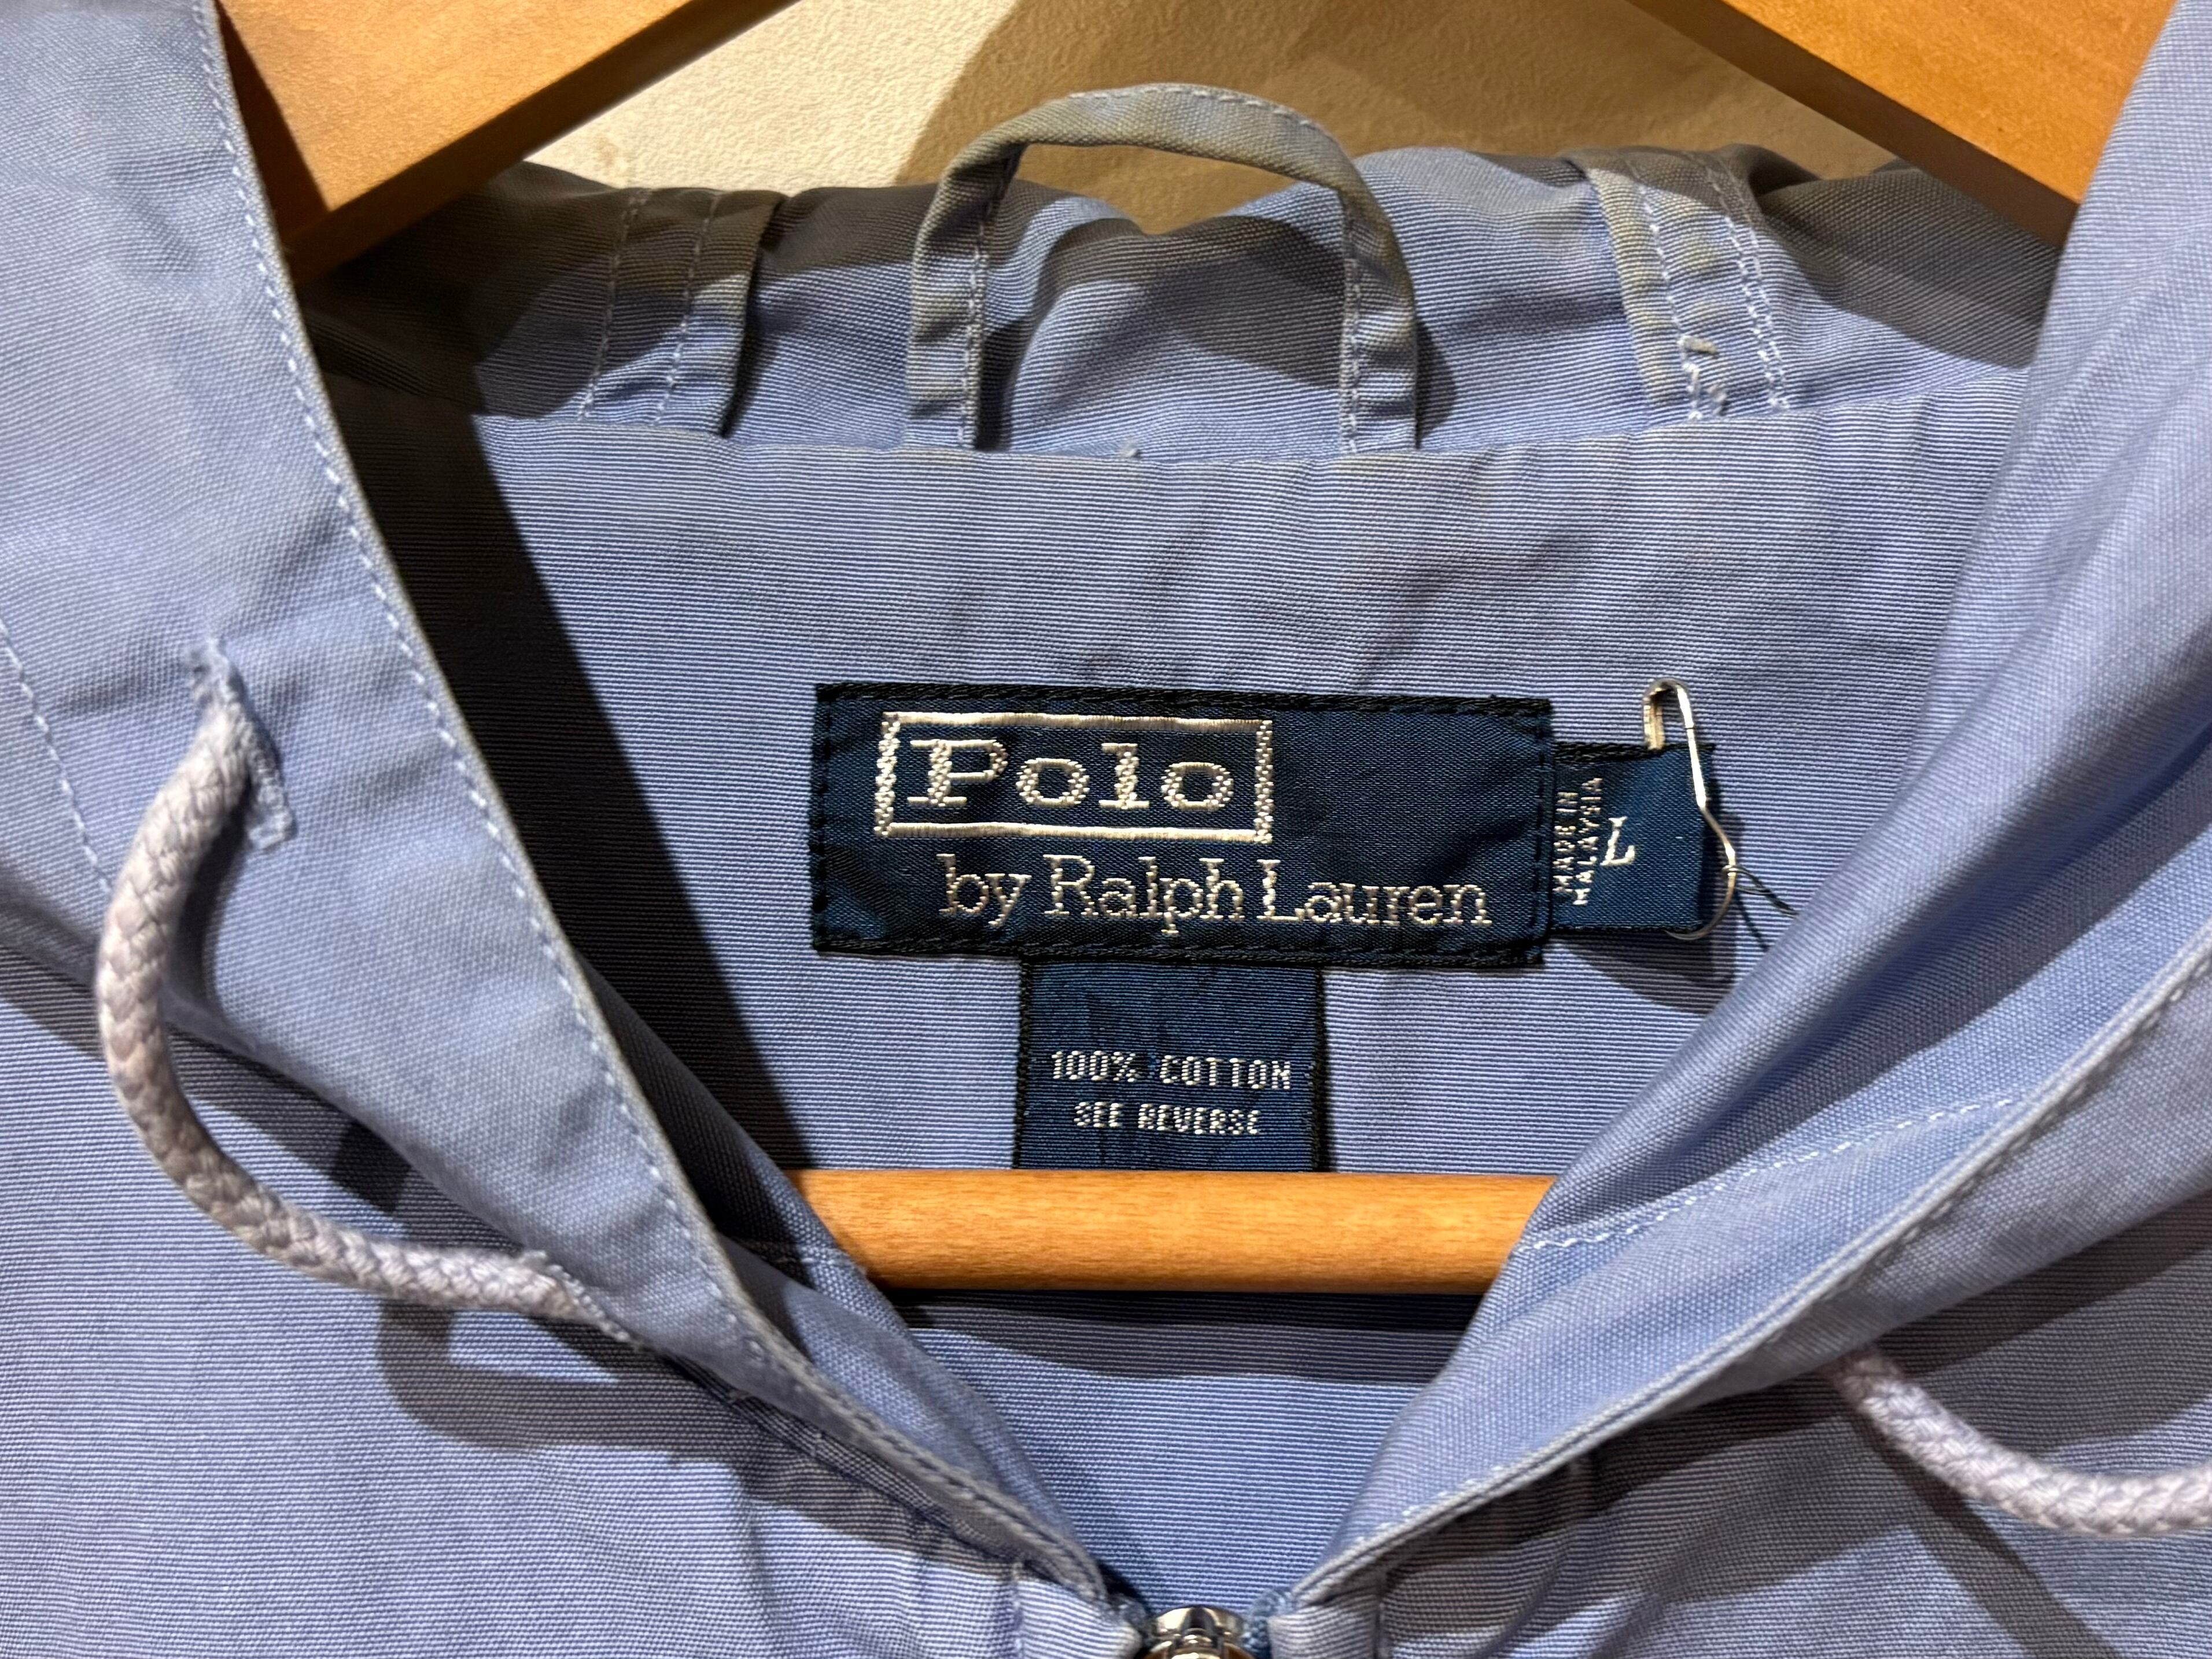 Polo
by Ralph Lauren
MADE IN
MALAYSIA
L
100% COTTON
SEE REVERSE